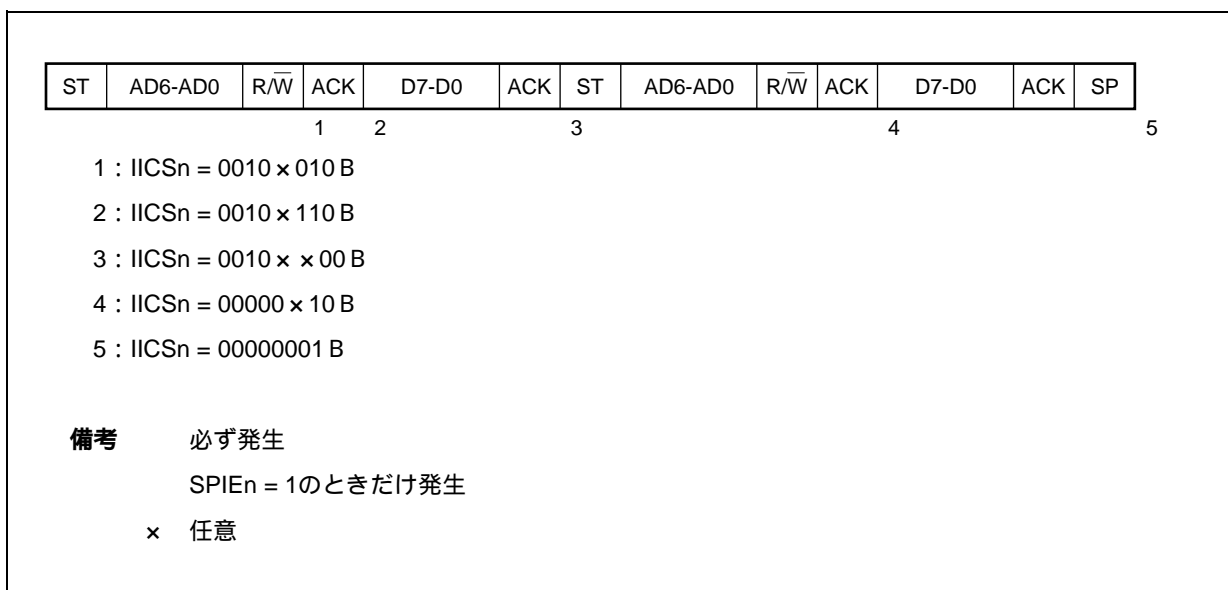 ST AD6-AD0 R/W̅ ACK D7-D0 ACK ST AD6-AD0 R/W̅ ACK D7-D0 ACK SP
1 2 3 4 5
1 : IICSn = 0010×010 B
2 : IICSn = 0010×110 B
3 : IICSn = 0010××00 B
4 : IICSn = 00000×10 B
5 : IICSn = 00000001 B
備考 必ず発生
SPIEn = 1のときだけ発生
× 任意